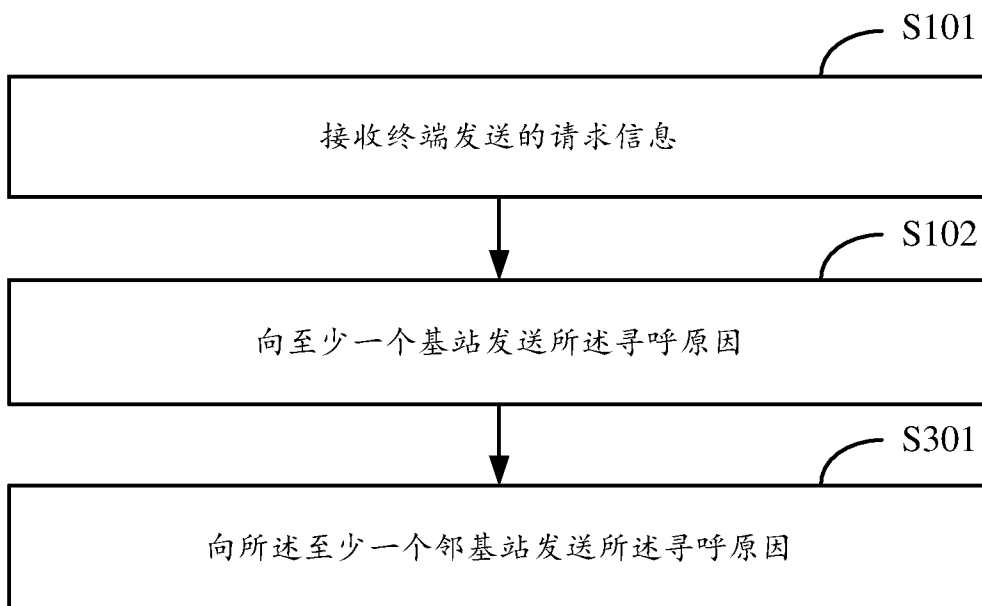 S101
接收终端发送的请求信息
S102
向至少一个基站发送所述寻呼原因
S301
向所述至少一个邻基站发送所述寻呼原因